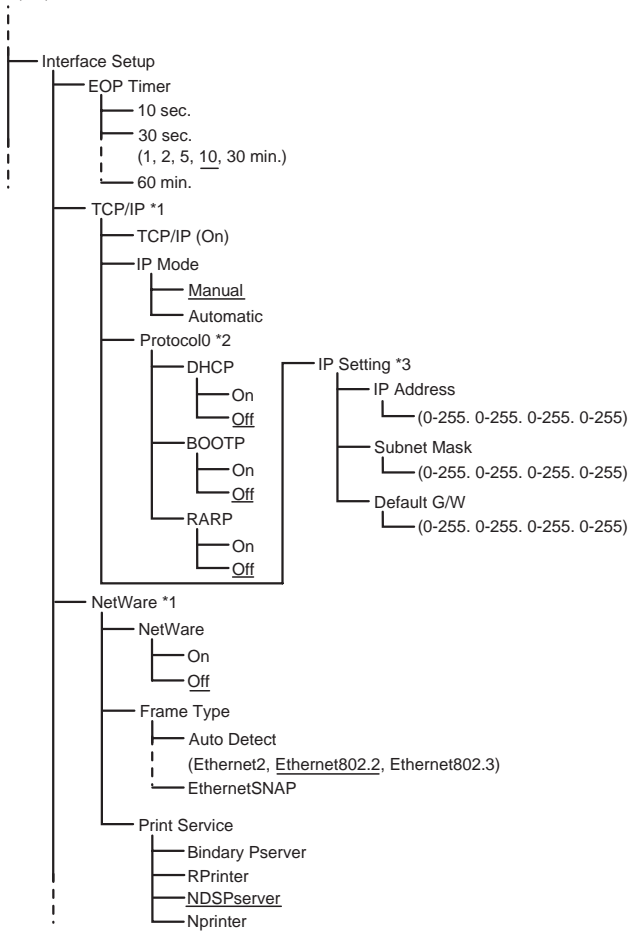 Interface Setup
EOP Timer
10 sec.
30 sec.
(1, 2, 5, 10, 30 min.)
60 min.
TCP/IP *1
TCP/IP (On)
IP Mode
Manual
Automatic
Protocol0 *2
DHCP
On
Off
BOOTP
On
Off
RARP
On
Off
IP Setting *3
IP Address
(0-255. 0-255. 0-255. 0-255)
Subnet Mask
(0-255. 0-255. 0-255. 0-255)
Default G/W
(0-255. 0-255. 0-255. 0-255)
NetWare *1
NetWare
On
Off
Frame Type
Auto Detect
(Ethernet2, Ethernet802.2, Ethernet802.3)
EthernetSNAP
Print Service
Bindary Pserver
RPrinter
NDSPserver
Nprinter